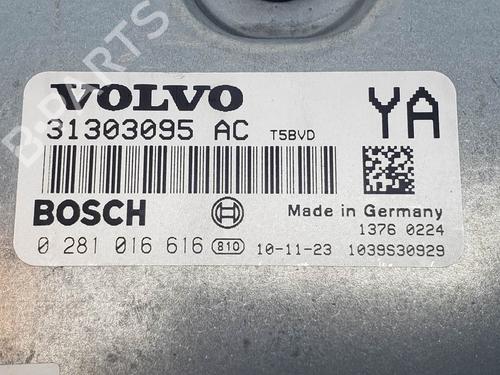 VOLVO
31303095 AC T5BVD
YA
BOSCH
Made in Germany
1376 0224
0 281 016 616 810 10-11-23 1039S30929
B-PARTS